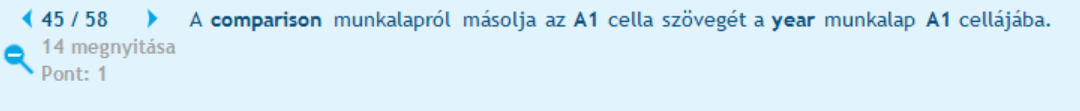 45 / 58 A comparison munkalapról másolja az A1 cella szövegét a year munkalap A1 cellájába.
14 megnyitása
Pont: 1